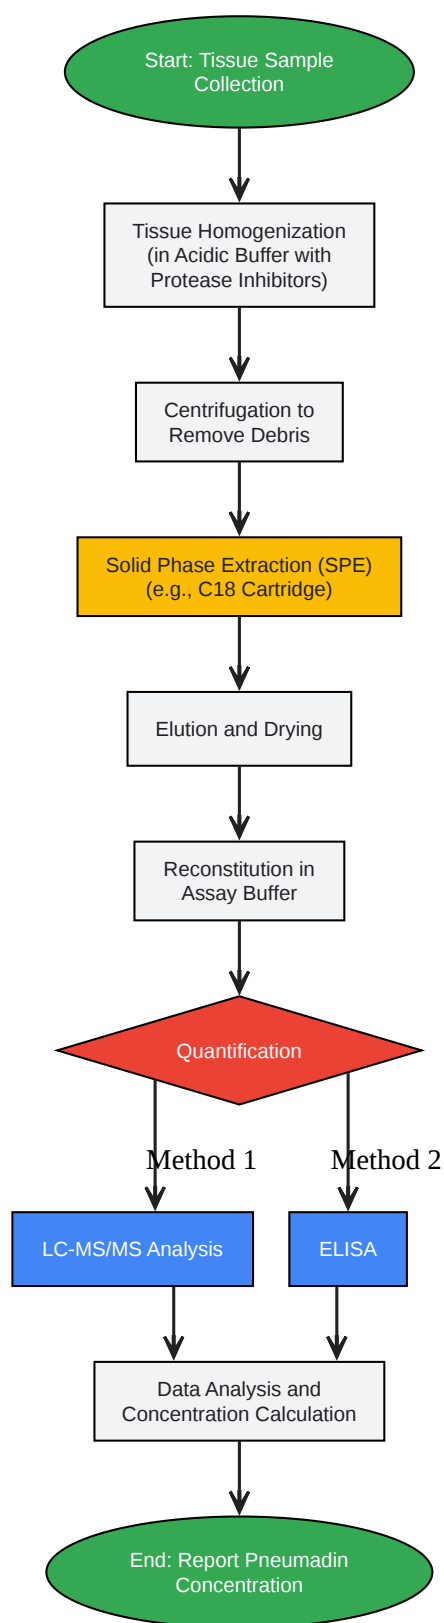 Start: Tissue Sample
Collection
Tissue Homogenization
(in Acidic Buffer with
Protease Inhibitors)
Centrifugation to
Remove Debris
Solid Phase Extraction (SPE)
(e.g., C18 Cartridge)
Elution and Drying
Reconstitution in
Assay Buffer
Quantification
Method 1
Method 2
LC-MS/MS Analysis
ELISA
Data Analysis and
Concentration Calculation
End: Report Pneumadin
Concentration